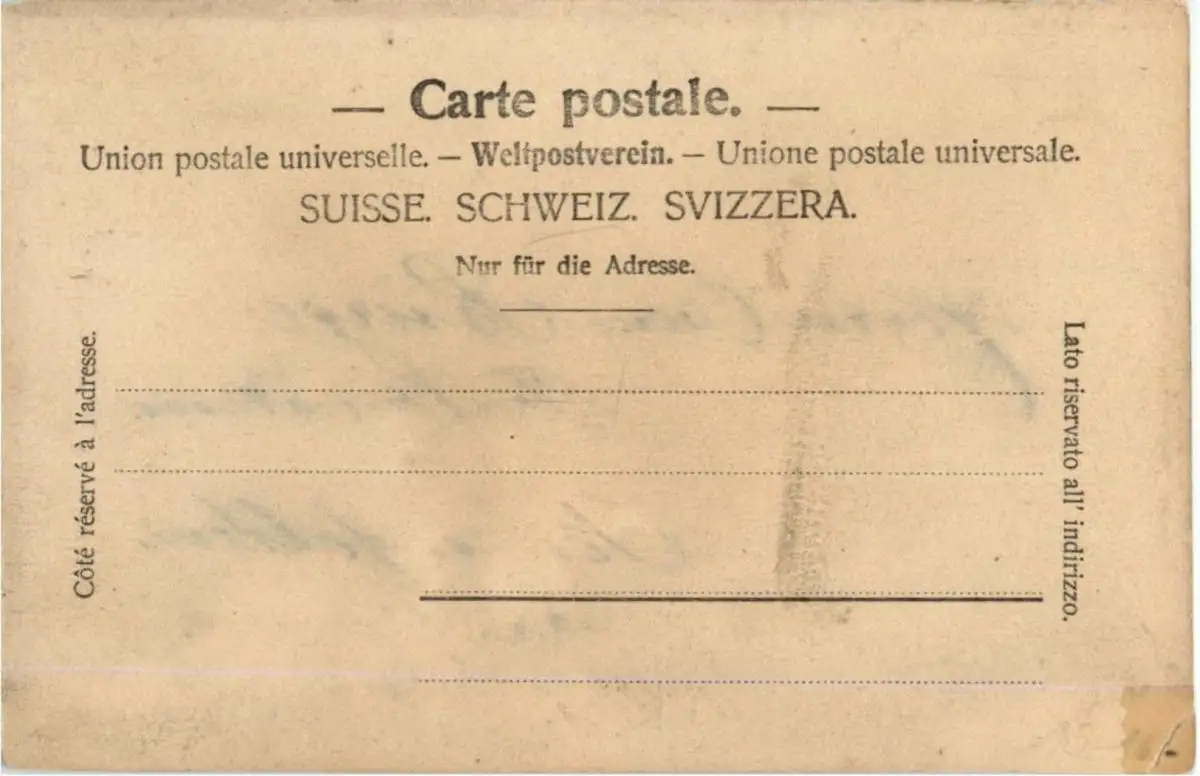 — Carte postale. —
Union postale universelle. — Weltpostverein. — Unione postale universale.
SUISSE. SCHWEIZ. SVIZZERA.
Nur für die Adresse.
Côté réservé à l'adresse.
Lato riservato all' indirizzo.